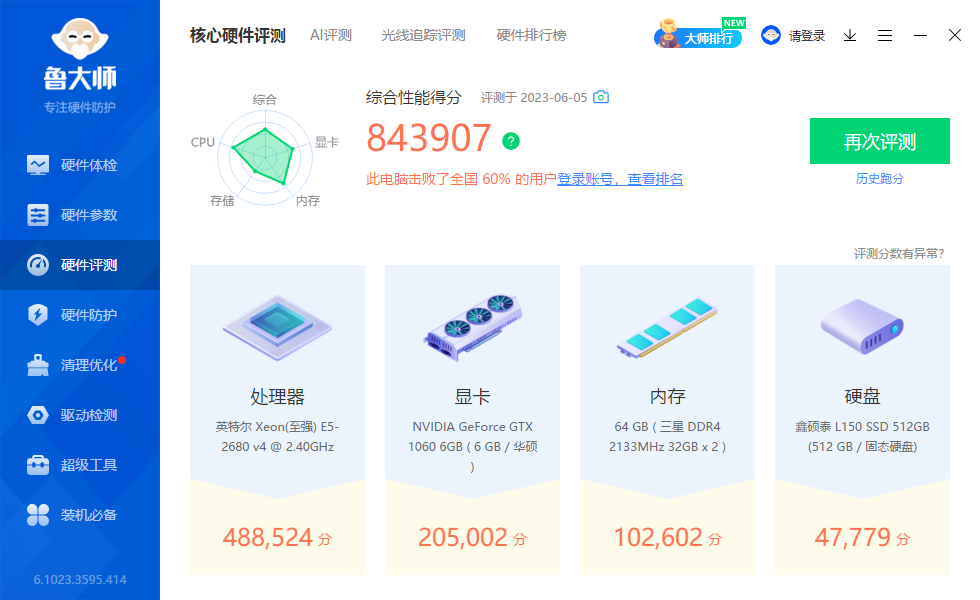 鲁大师
专注硬件防护
硬件体检
硬件参数
硬件评测
硬件防护
清理优化
驱动检测
超级工具
装机必备
6.1023.3595.414
核心硬件评测 AI评测 光线追踪评测 硬件排行榜
大师排行 NEW 请登录
综合
CPU
显卡
存储
内存
综合性能得分 评测于 2023-06-05
843907 ?
此电脑击败了全国 60% 的用户登录账号，查看排名
再次评测
历史跑分
评测分数有异常?
处理器
英特尔 Xeon(至强) E5-
2680 v4 @ 2.40GHz
488,524 分
显卡
NVIDIA GeForce GTX
1060 6GB ( 6 GB / 华硕
)
205,002 分
内存
64 GB ( 三星 DDR4
2133MHz 32GB x 2 )
102,602 分
硬盘
鑫硕泰 L150 SSD 512GB
(512 GB / 固态硬盘)
47,779 分